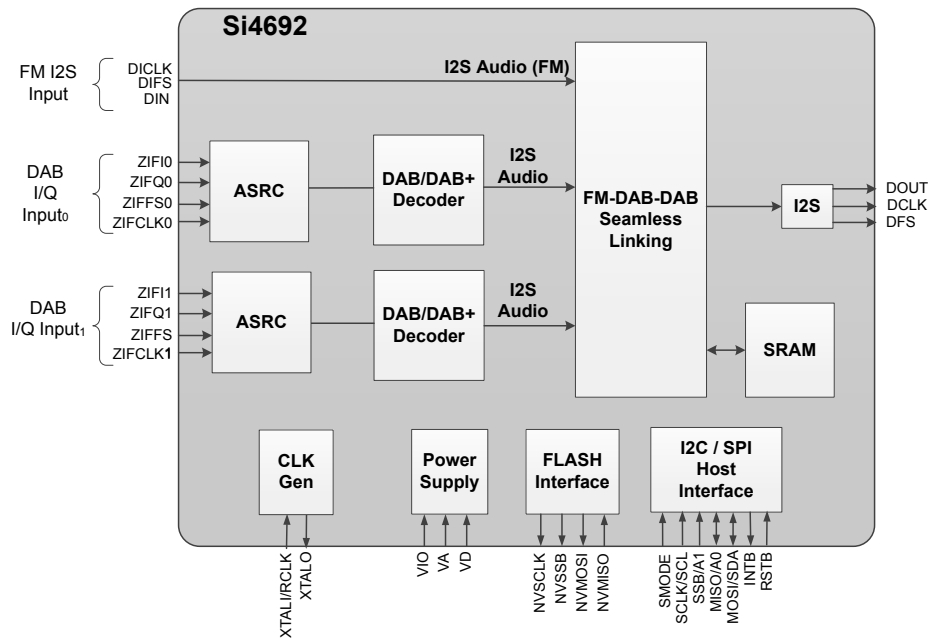 Si4692
FM I2S
Input
DICLK
DIFS
DIN
I2S Audio (FM)
DAB
I/Q
Input₀
ZIFI0
ZIFQ0
ZIFFS0
ZIFCLK0
ASRC
DAB/DAB+
Decoder
I2S
Audio
FM-DAB-DAB
Seamless
Linking
I2S
DOUT
DCLK
DFS
DAB
I/Q Input₁
ZIFI1
ZIFQ1
ZIFFS
ZIFCLK1
ASRC
DAB/DAB+
Decoder
I2S
Audio
SRAM
CLK
Gen
Power
Supply
FLASH
Interface
I2C / SPI
Host
Interface
XTALI/RCLK
XTALO
VIO
VA
VD
NVSCLK
NVSSB
NVMOSI
NVMISO
SMODE
SCLK/SCL
SSB/A1
MISO/A0
MOSI/SDA
INTB
RSTB